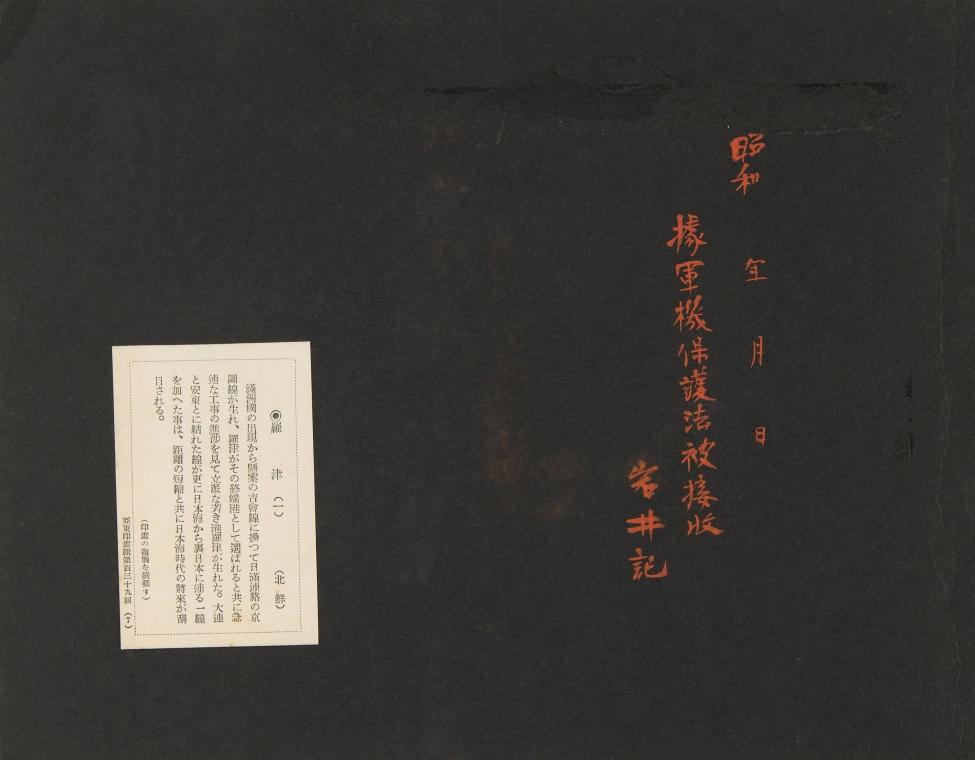 昭和 年 月 日
據軍機保護法被接收
岩井記
◉羅津(一) (北鮮)
滿洲國の出現から懸案の吉會線に換つて日滿連絡の京
圖線が生れ、羅津がその終端港として選ばれると共に急
速な工事の進渉を見て立派な若き港羅津が生れた。大連
と安東とに結れた線が更に日本海から裏日本に連る一線
を加へた事は、距離の短縮と共に日本海時代の將來が刮
目される。
(印畫の複製を嚴禁す)
亞東印畫輯第百三十九回 (7)